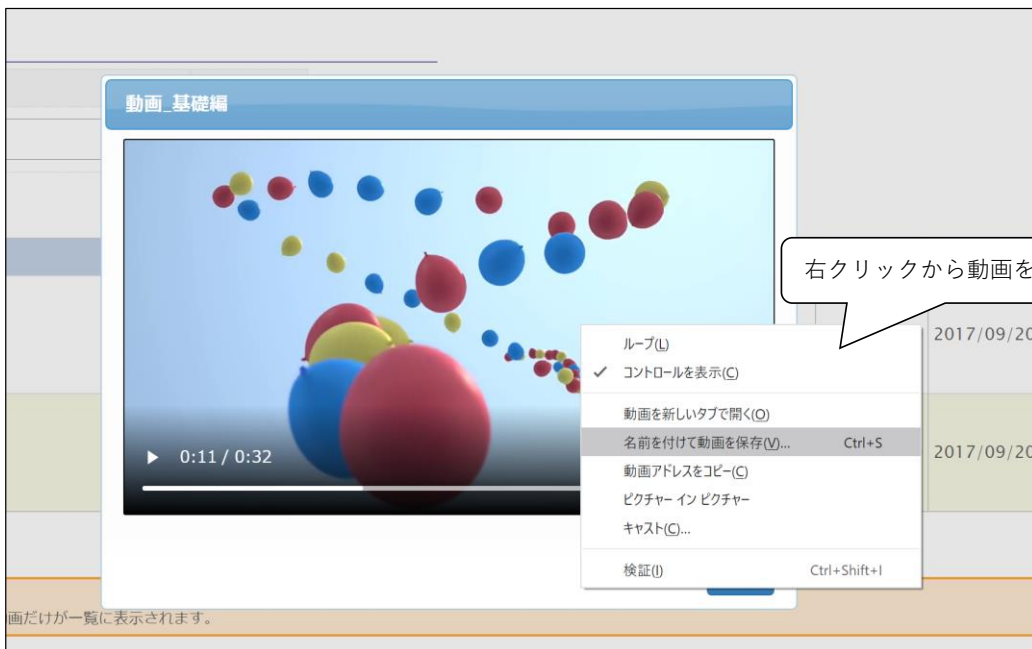 動画_基礎編
右クリックから動画を
ループ(L)
✓ コントロールを表示(C)
2017/09/20
動画を新しいタブで開く(O)
名前を付けて動画を保存(V)... Ctrl+S
2017/09/20
0:11 / 0:32
動画アドレスをコピー(C)
ピクチャー イン ピクチャー
キャスト(C)...
検証(I) Ctrl+Shift+I
画だけが一覧に表示されます。